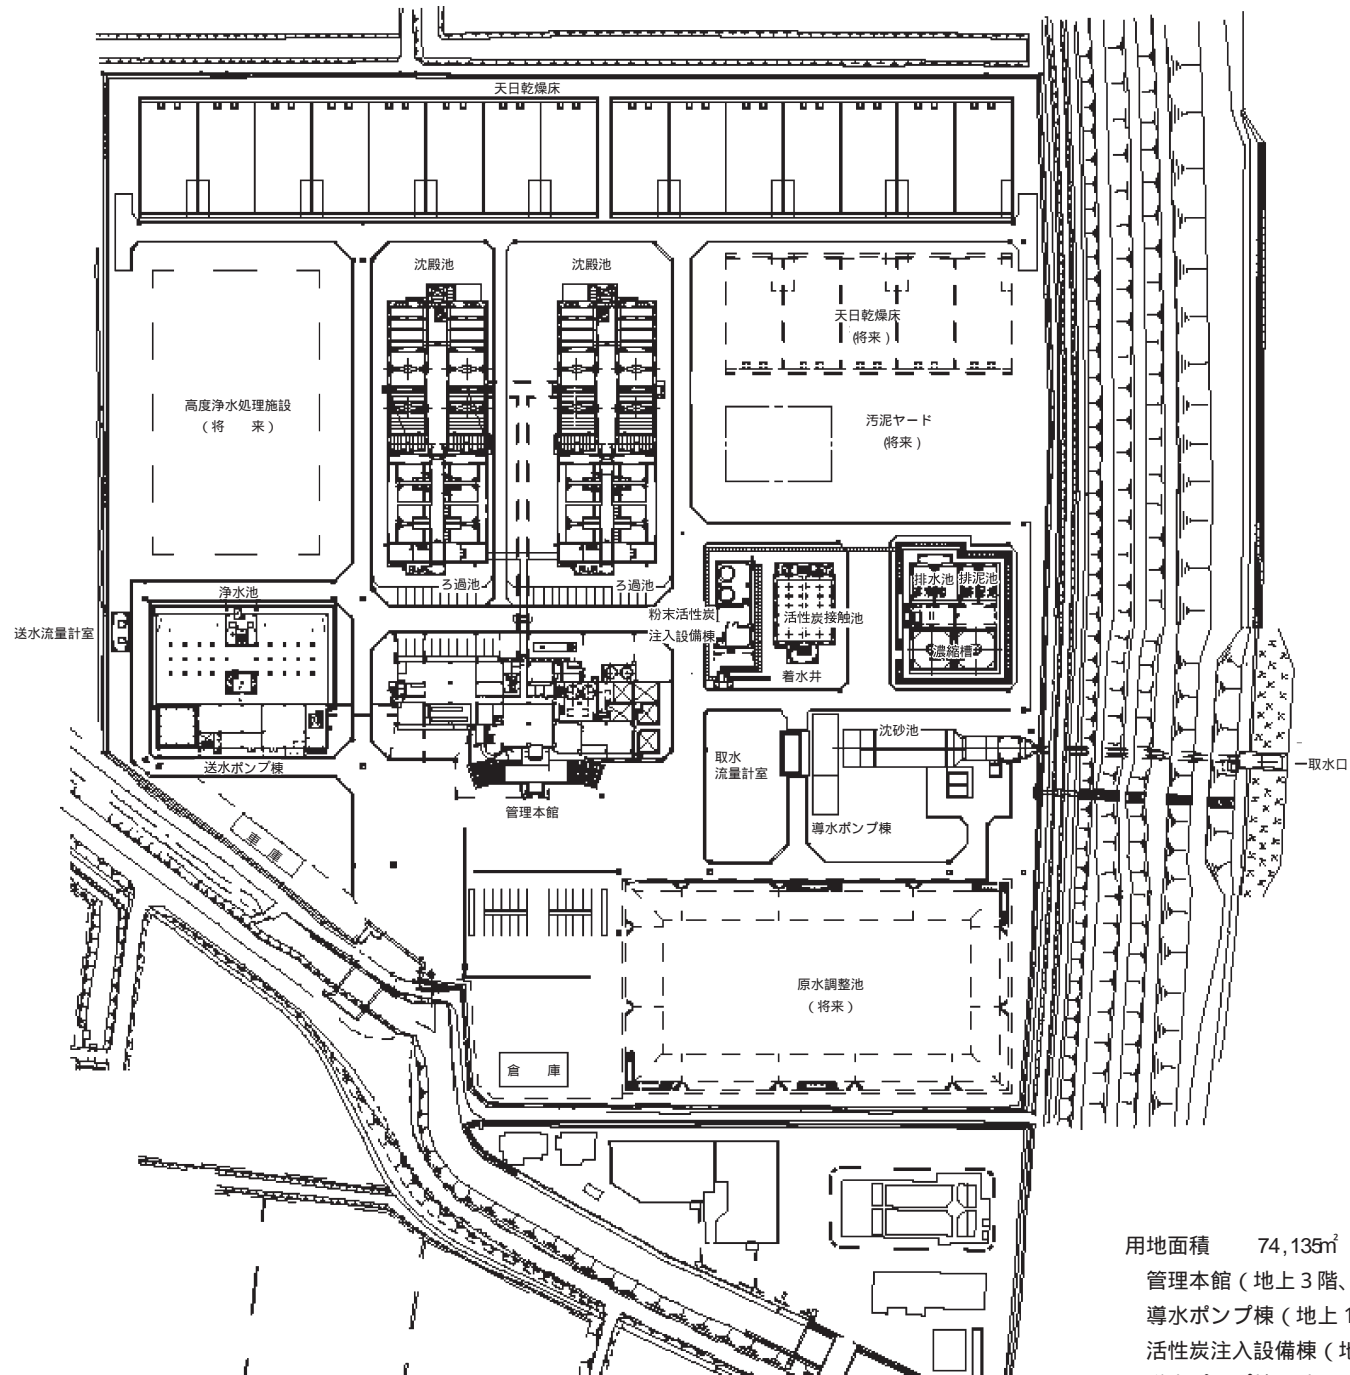 天日乾燥床
沈殿池
沈殿池
天日乾燥床
(将来)
高度浄水処理施設
(将　来)
汚泥ヤード
(将来)
排水池
排泥池
浄水池
ろ過池
ろ過池
粉末活性炭
注入設備棟
活性炭接触池
送水流量計室
濃縮槽
着水井
沈砂池
取水
流量計室
取水口
送水ポンプ棟
管理本館
導水ポンプ棟
車庫
原水調整池
(将来)
倉　庫
用地面積　74,135㎡
管理本館(地上3階、
導水ポンプ棟(地上1
活性炭注入設備棟(地